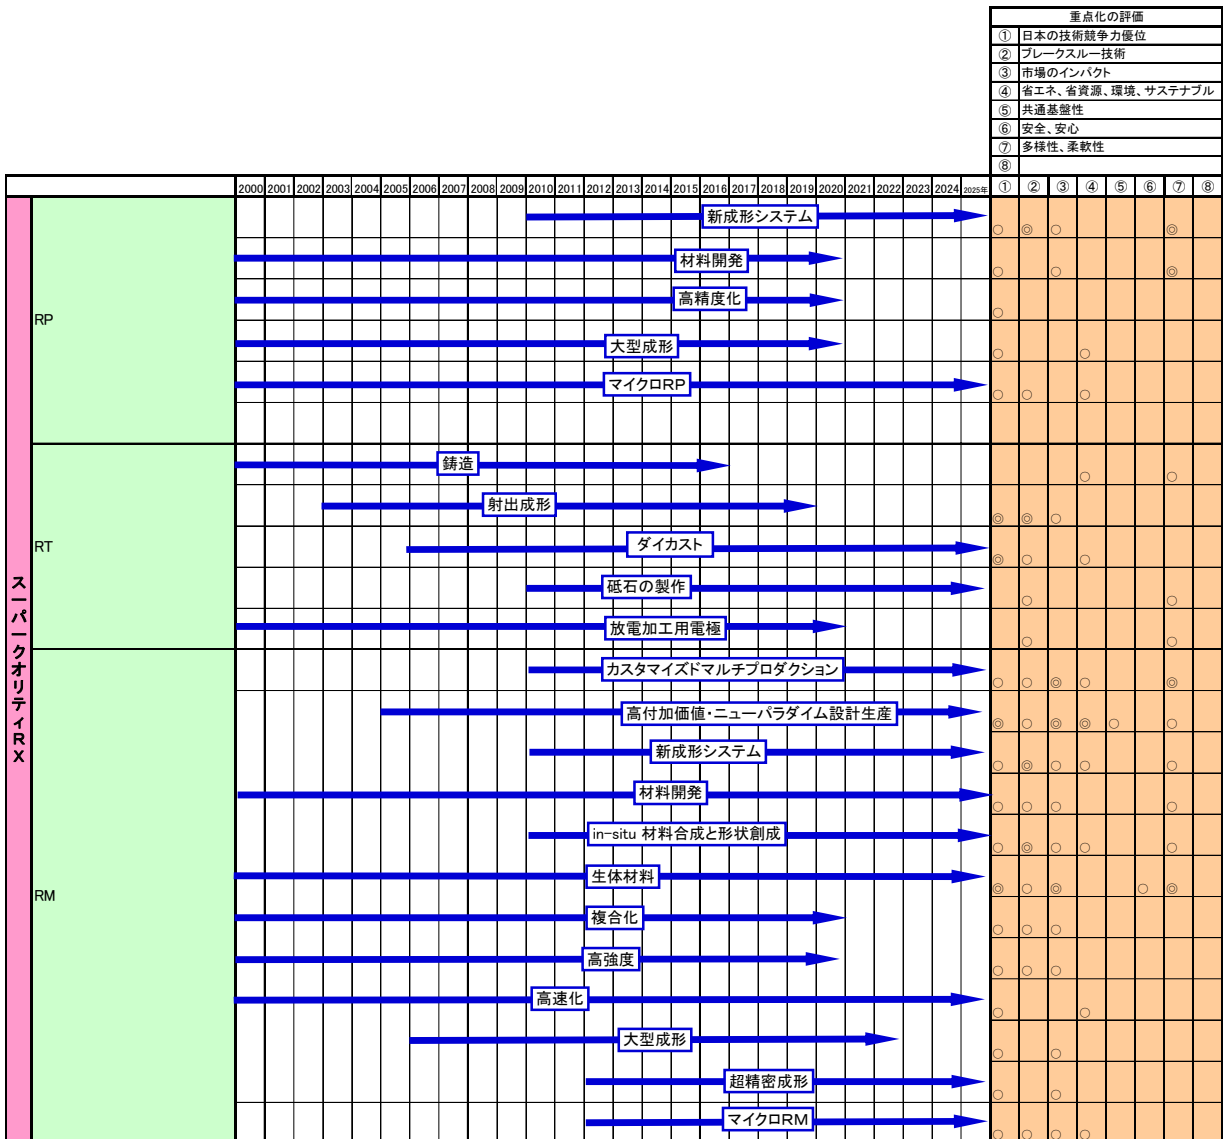 重点化の評価
① 日本の技術競争力優位
② ブレークスルー技術
③ 市場のインパクト
④ 省エネ、省資源、環境、サステナブル
⑤ 共通基盤性
⑥ 安全、安心
⑦ 多様性、柔軟性
⑧
2000 2001 2002 2003 2004 2005 2006 2007 2008 2009 2010 2011 2012 2013 2014 2015 2016 2017 2018 2019 2020 2021 2022 2023 2024 2025年 ① ② ③ ④ ⑤ ⑥ ⑦ ⑧
スーパークオリティRX
RP
新成形システム ○ ◎ ○ ◎
材料開発 ○ ○ ◎
高精度化 ○
大型成形 ○ ○
マイクロRP ○ ○ ○
RT
鋳造 ○ ○
射出成形 ◎ ◎ ○
ダイカスト ◎ ○ ○
砥石の製作 ○ ○
放電加工用電極 ○ ○
RM
カスタマイズドマルチプロダクション ○ ○ ◎ ○ ◎
高付加価値・ニューパラダイム設計生産 ◎ ○ ◎ ◎ ○ ○
新成形システム ○ ◎ ○ ○ ○
材料開発 ○ ○ ○ ○
in-situ 材料合成と形状創成 ○ ◎ ○ ○ ○
生体材料 ◎ ○ ◎ ○ ◎
複合化 ○ ○ ○
高強度 ○ ○ ○
高速化 ○ ○
大型成形 ○ ○
超精密成形 ○ ○
マイクロRM ○ ○ ○ ○